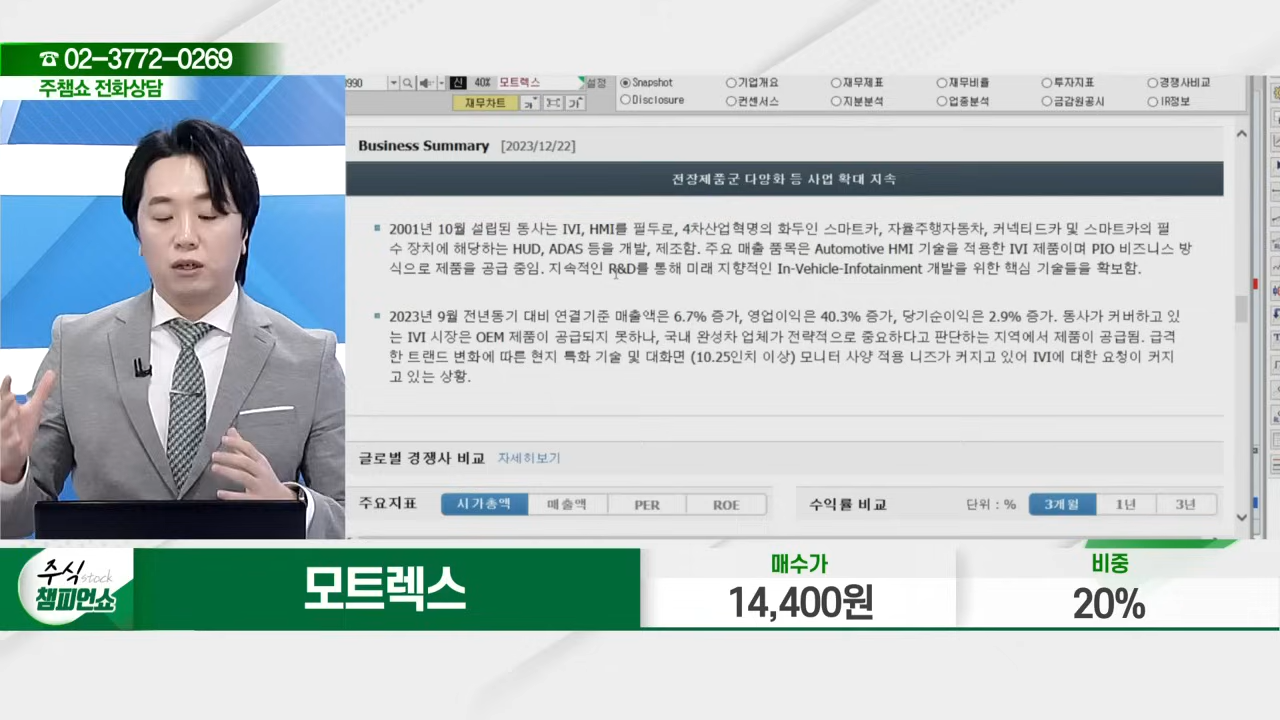 ☎ 02-3772-0269
주챔쇼 전화상담
990 신 40% 모트렉스 설정
재무차트
Snapshot 기업개요 재무제표 재무비율 투자지표 경쟁사비교
Disclosure 컨센서스 지분분석 업종분석 금감원공시 IR정보
Business Summary [2023/12/22]
전장제품군 다양화 등 사업 확대 지속
2001년 10월 설립된 동사는 IVI, HMI를 필두로, 4차산업혁명의 화두인 스마트카, 자율주행자동차, 커넥티드카 및 스마트카의 필
수 장치에 해당하는 HUD, ADAS 등을 개발, 제조함. 주요 매출 품목은 Automotive HMI 기술을 적용한 IVI 제품이며 PIO 비즈니스 방
식으로 제품을 공급 중임. 지속적인 R&D를 통해 미래 지향적인 In-Vehicle-Infotainment 개발을 위한 핵심 기술들을 확보함.
2023년 9월 전년동기 대비 연결기준 매출액은 6.7% 증가, 영업이익은 40.3% 증가, 당기순이익은 2.9% 증가. 동사가 커버하고 있
는 IVI 시장은 OEM 제품이 공급되지 못하나, 국내 완성차 업체가 전략적으로 중요하다고 판단하는 지역에서 제품이 공급됨. 급격
한 트랜드 변화에 따른 현지 특화 기술 및 대화면 (10.25인치 이상) 모니터 사양 적용 니즈가 커지고 있어 IVI에 대한 요청이 커지
고 있는 상황.
글로벌 경쟁사 비교 자세히보기
주요지표 시가총액 매출액 PER ROE
수익률 비교 단위 : % 3개월 1년 3년
주식 stock
챔피언쇼
모트렉스
매수가
14,400원
비중
20%